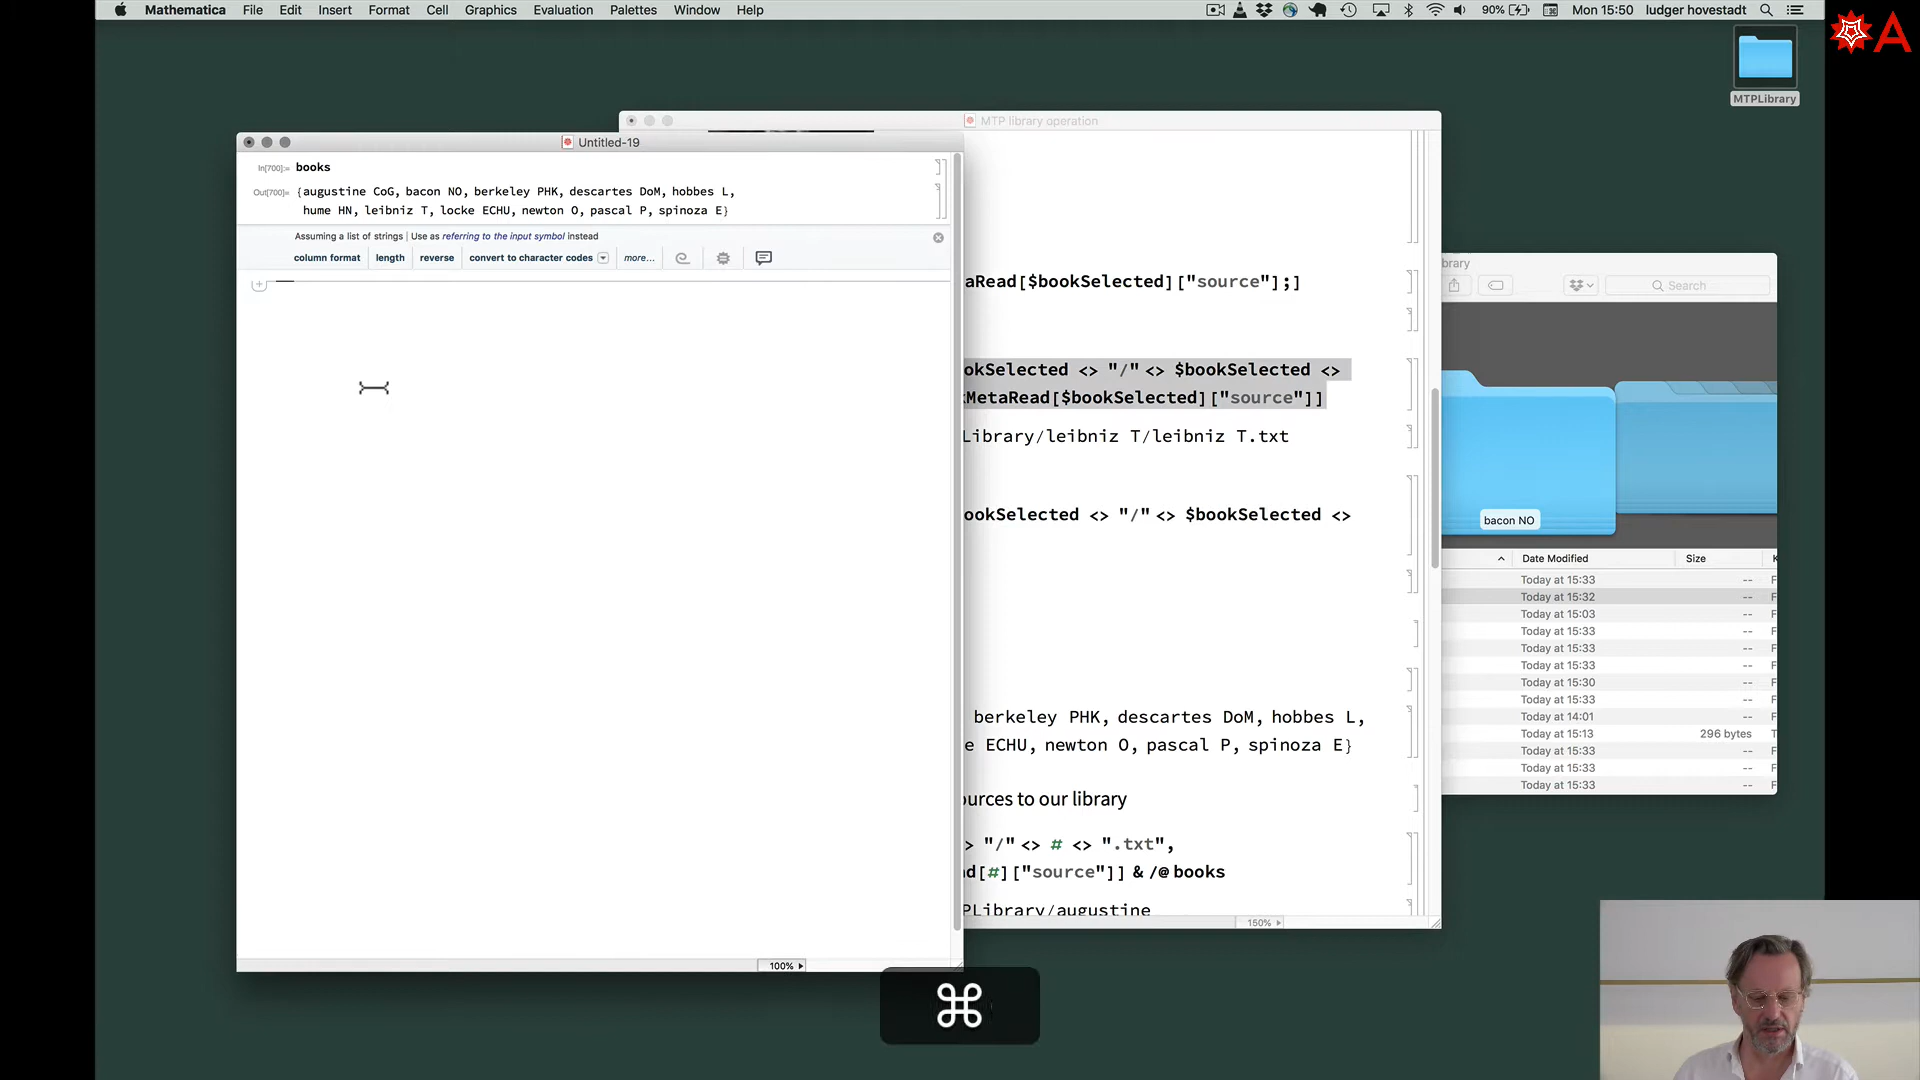 Mathematica File Edit Insert Format Cell Graphics Evaluation Palettes Window Help 90% Mon 15:50 ludger hovestadt
A
MTPLibrary
MTP library operation
Untitled-19
In[700]:= books
Out[700]= {augustine CoG, bacon NO, berkeley PHK, descartes DoM, hobbes L,
hume HN, leibniz T, locke ECHU, newton O, pascal P, spinoza E}
Assuming a list of strings | Use as referring to the input symbol instead
column format length reverse convert to character codes more...
100%
aRead[$bookSelected]["source"];]
okSelected <> "/" <> $bookSelected <>
MetaRead[$bookSelected]["source"]]
Library/leibniz T/leibniz T.txt
ookSelected <> "/" <> $bookSelected <>
berkeley PHK, descartes DoM, hobbes L,
e ECHU, newton O, pascal P, spinoza E}
ources to our library
> "/" <> # <> ".txt",
ad[#]["source"]] & /@ books
PLibrary/augustine
150%
brary
Search
bacon NO
Date Modified Size
Today at 15:33 --
Today at 15:32 --
Today at 15:03 --
Today at 15:33 --
Today at 15:33 --
Today at 15:33 --
Today at 15:30 --
Today at 15:33 --
Today at 14:01 --
Today at 15:13 296 bytes
Today at 15:33 --
Today at 15:33 --
Today at 15:33 --
⌘